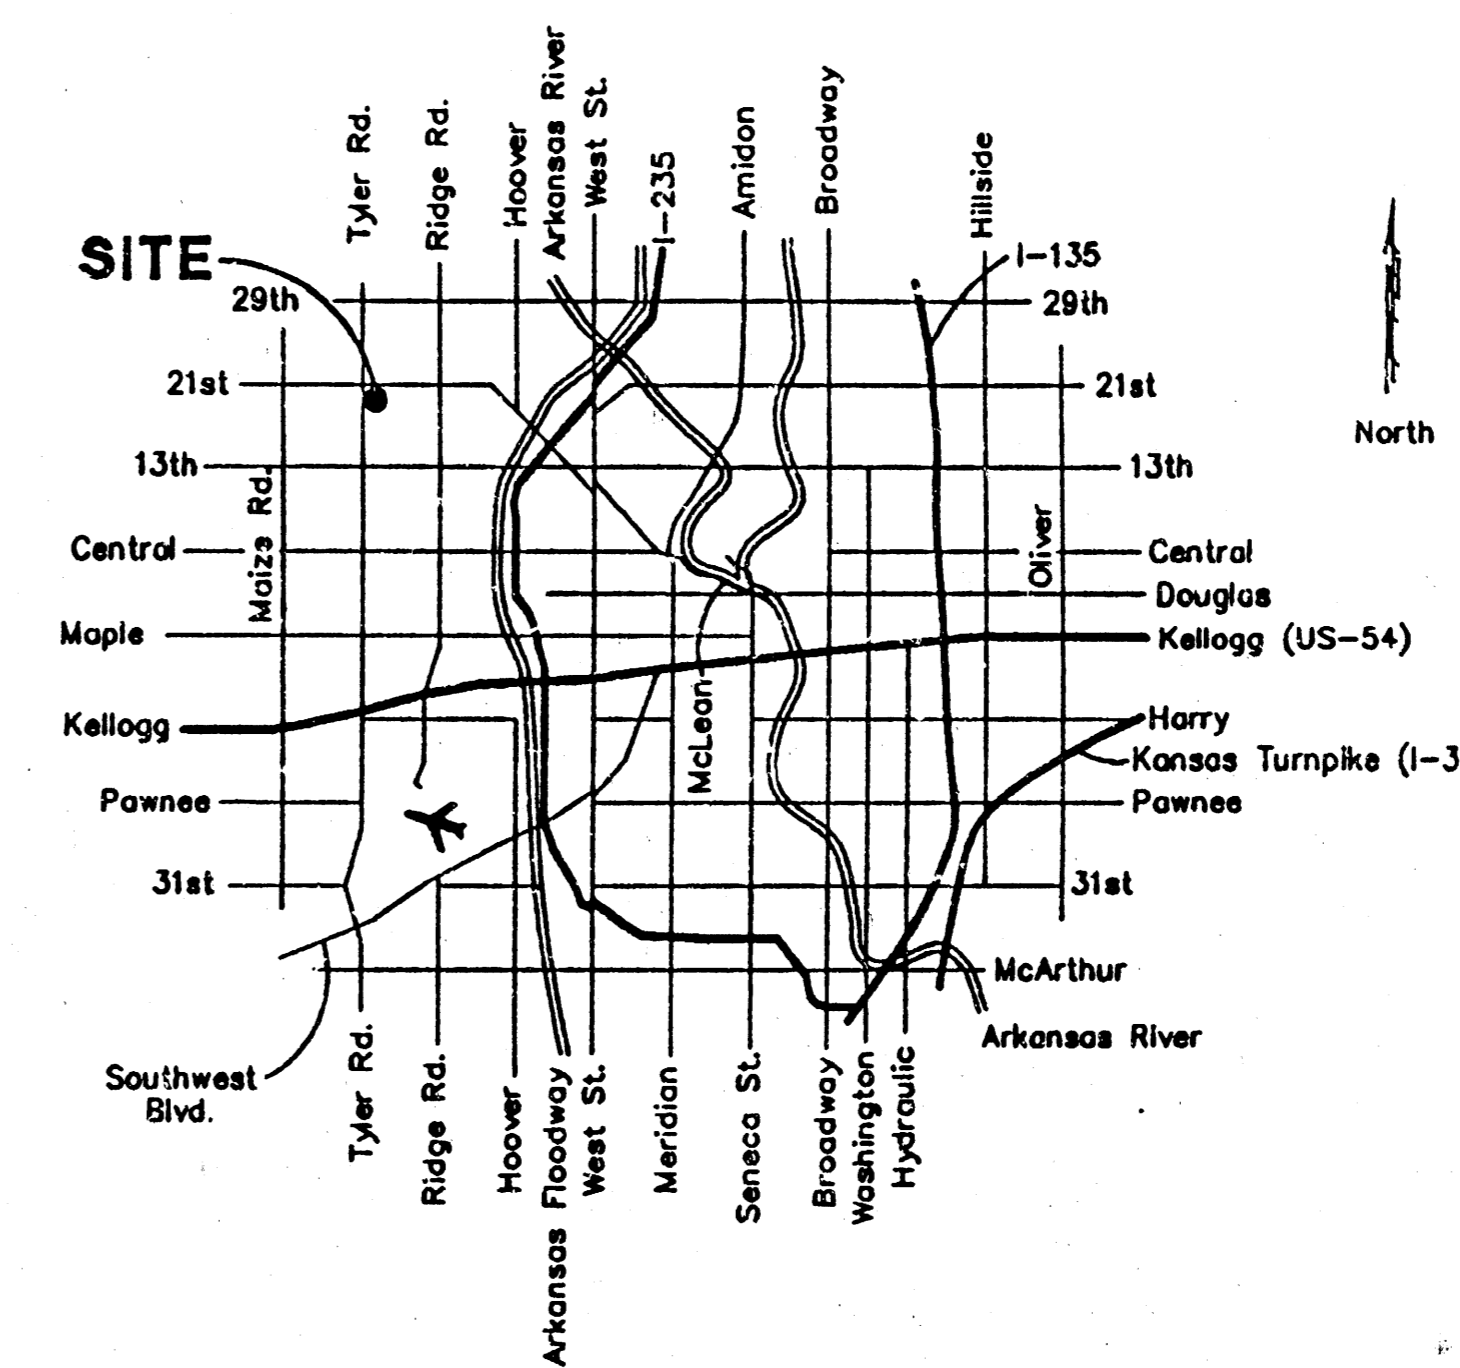 Tyler Rd.
Ridge Rd.
Hoover
Arkansas River
West St.
I-235
Amidon
Broadway
Hillside
SITE
I-135
29th
29th
21st
21st
North
13th
13th
Maize Rd.
Oliver
Central
Central
Douglas
Maple
Kellogg (US-54)
Kellogg
McLean
Harry
Kansas Turnpike (I-3
Pawnee
Pawnee
31st
31st
McArthur
Arkansas River
Southwest
Blvd.
Tyler Rd.
Ridge Rd.
Hoover
Arkansas Floodway
West St.
Meridian
Seneca St.
Broadway
Washington
Hydraulic